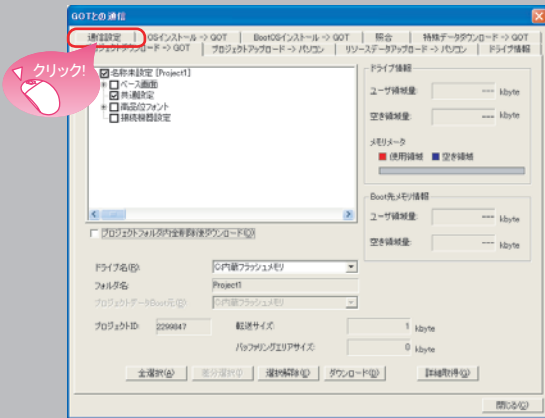 GOTとの通信
通信設定 OSインストール -> GOT BootOSインストール -> GOT 照合 特殊データダウンロード -> GOT
プロジェクトダウンロード -> GOT プロジェクトアップロード -> パソコン リソースデータアップロード -> パソコン ドライブ情報
クリック!
名称未設定 [Project1]
ベース画面
共通設定
高品位フォント
接続機器設定
ドライブ情報
ユーザ領域量: --- kbyte
空き領域量: --- kbyte
メモリメータ
使用領域 空き領域
Boot先メモリ情報
ユーザ領域量: --- kbyte
空き領域量: --- kbyte
プロジェクトフォルダ内全削除後ダウンロード(O)
ドライブ名(R): C:内蔵フラッシュメモリ
フォルダ名: Project1
プロジェクトデータBoot元(B): C:内蔵フラッシュメモリ
プロジェクトID: 2299847 転送サイズ: 1 kbyte
バッファリングエリアサイズ: 0 kbyte
全選択(A) 差分選択(I) 選択解除(E) ダウンロード(D) 詳細取得(G)
閉じる(C)